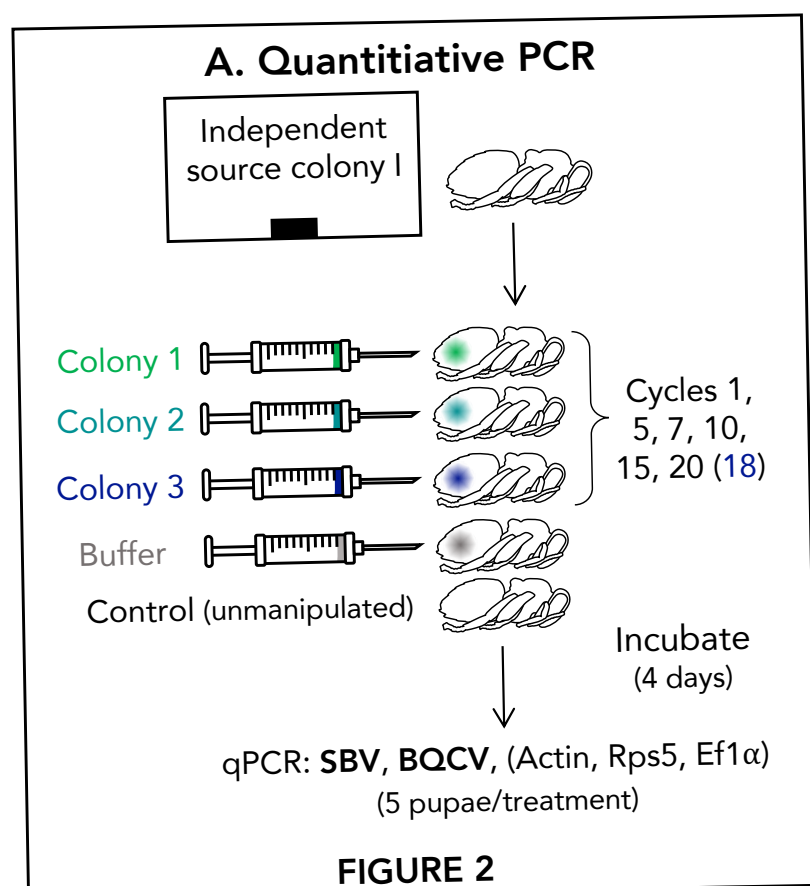 A. Quantitiative PCR
Independent
source colony I
Colony 1
Colony 2
Colony 3
Buffer
Control (unmanipulated)
Cycles 1,
5, 7, 10,
15, 20 (18)
Incubate
(4 days)
qPCR: SBV, BQCV, (Actin, Rps5, Ef1α)
(5 pupae/treatment)
FIGURE 2